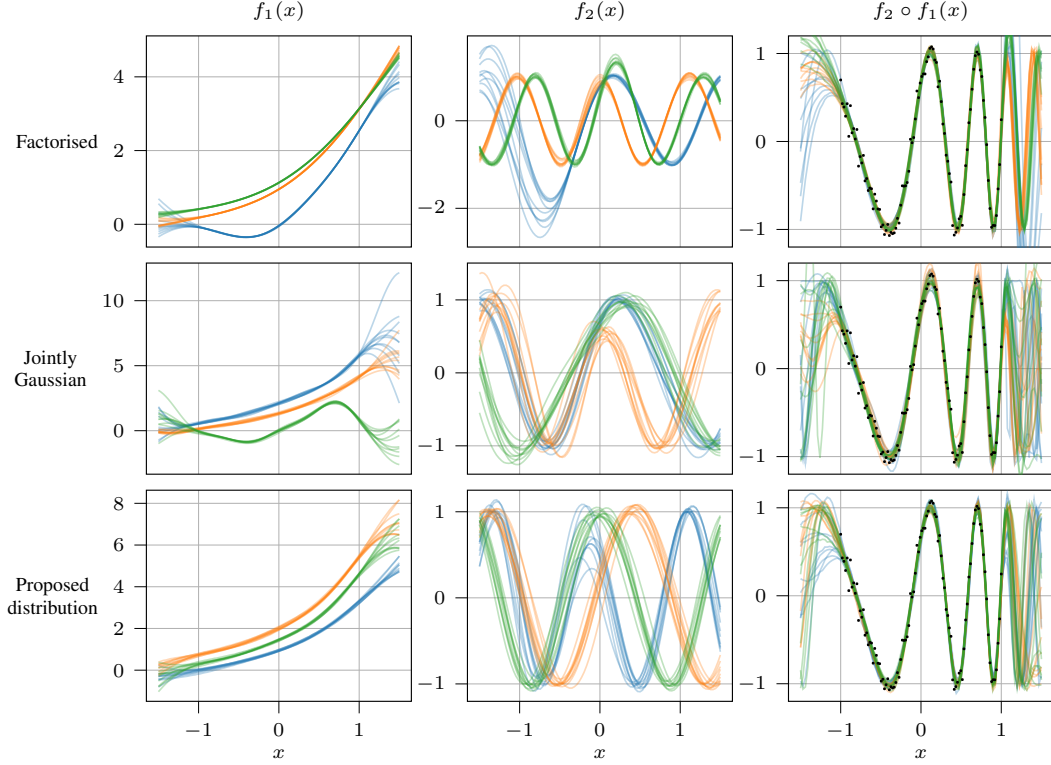 f₁(x)
f₂(x)
f₂ ∘ f₁(x)
Factorised
4
2
0
0
−2
1
0
−1
Jointly
Gaussian
10
5
0
1
0
−1
1
0
−1
Proposed
distribution
8
6
4
2
0
1
0
−1
1
0
−1
−1 0 1
−1 0 1
−1 0 1
x
x
x